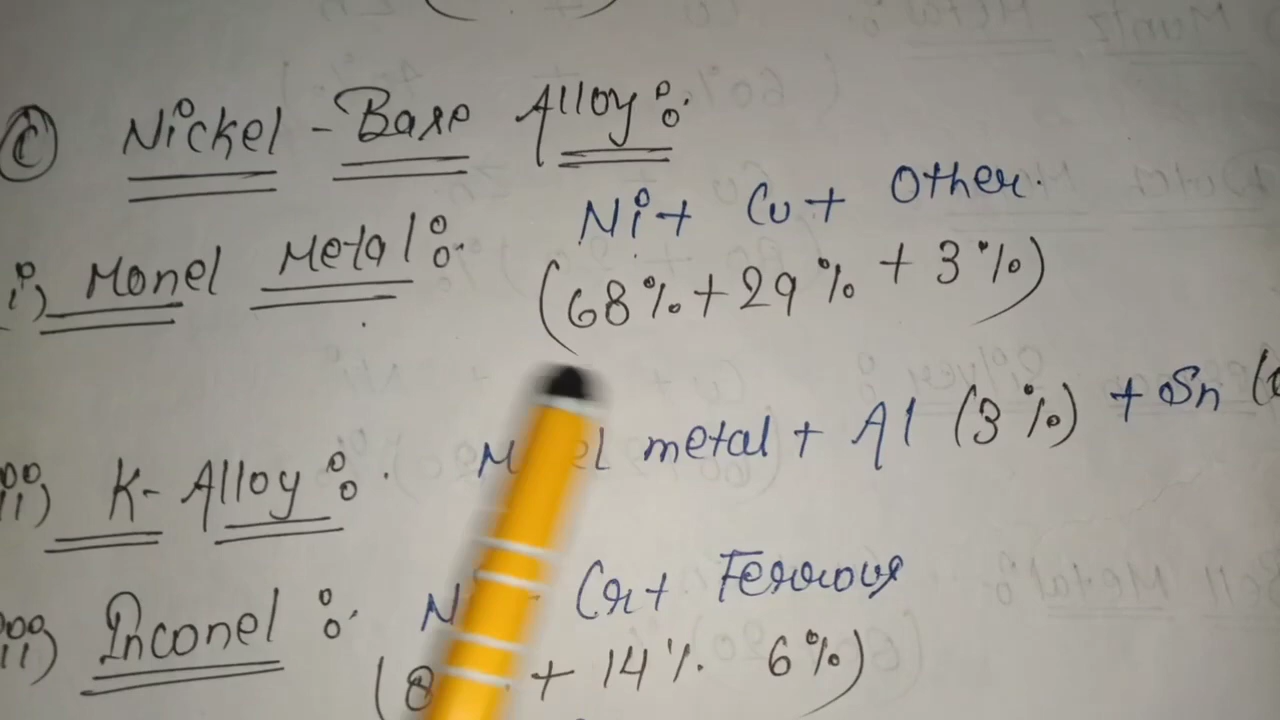 C Nickel-Base Alloy:
Ni + Cu + Other.
i) Monel Metal:
(68% + 29% + 3%)
ii) K-Alloy: metal + Al (3%) + Sn (
iii) Inconel: Cr + Ferrous
+ 14% 6%)